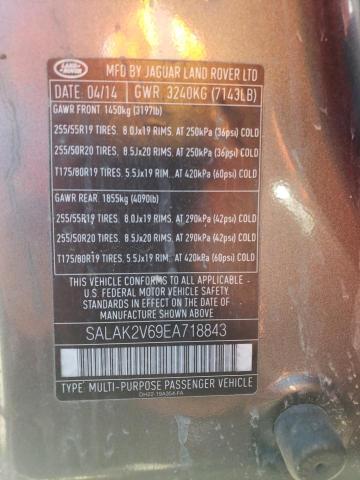 LAND ROVER
MFD BY JAGUAR LAND ROVER LTD
DATE 04/14 GWR 3240KG (7143LB)
GAWR FRONT 1450kg (3197lb)
255/55R19 TIRES. 8.0Jx19 RIMS. AT 250kPa (36psi) COLD
255/50R20 TIRES. 8.5Jx20 RIMS. AT 250kPa (36psi) COLD
T175/80R19 TIRES. 5.5Jx19 RIMS. AT 420kPa (60psi) COLD
GAWR REAR 1855kg (4090lb)
255/55R19 TIRES. 8.0Jx19 RIMS. AT 290kPa (42psi) COLD
255/50R20 TIRES. 8.5Jx20 RIMS. AT 290kPa (42psi) COLD
T175/80R19 TIRES. 5.5Jx19 RIMS. AT 420kPa (60psi) COLD
THIS VEHICLE CONFORMS TO ALL APPLICABLE
U.S. FEDERAL MOTOR VEHICLE SAFETY
STANDARDS IN EFFECT ON THE DATE OF
MANUFACTURE SHOWN ABOVE
SALAK2V69EA718843
TYPE MULTI-PURPOSE PASSENGER VEHICLE